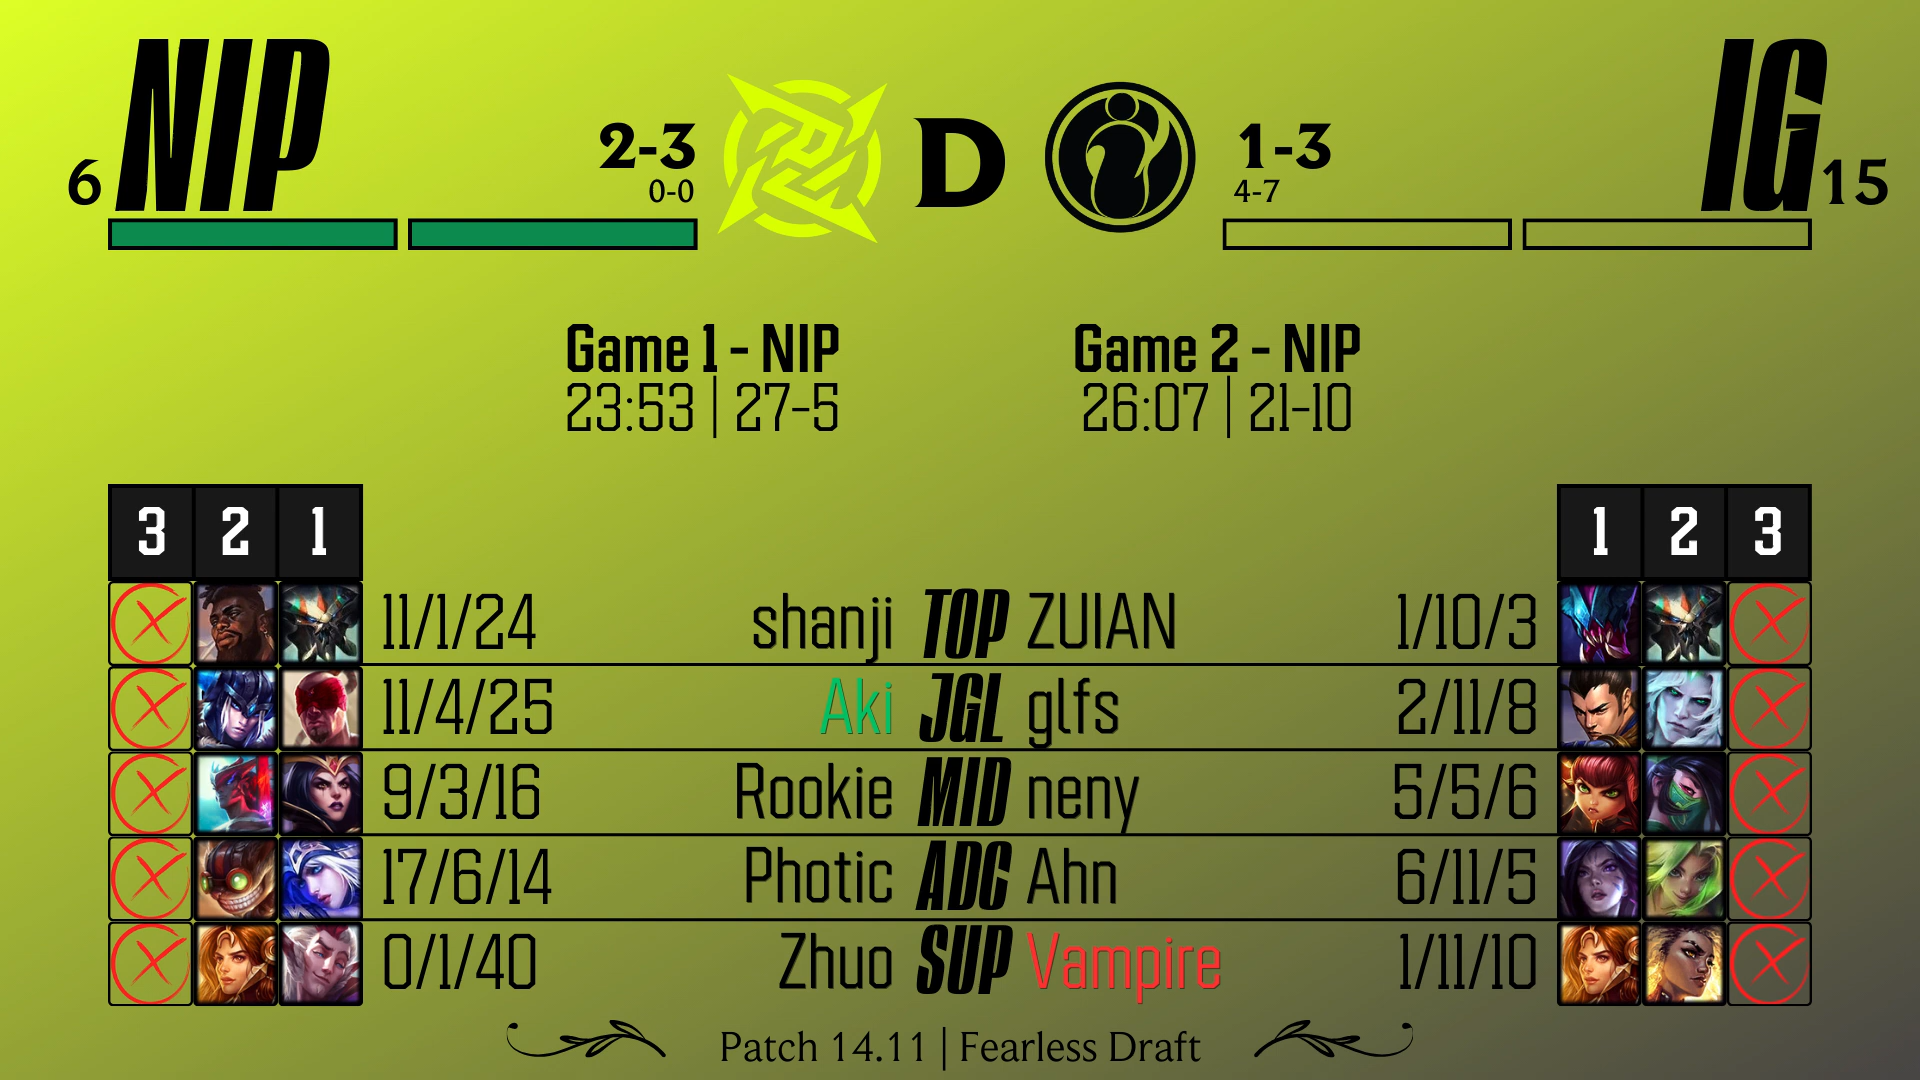 NIP
6
2-3
0-0
D
1-3
4-7
IG
15
Game 1 - NIP
23:53 | 27-5
Game 2 - NIP
26:07 | 21-10
3 2 1
1 2 3
11/1/24 shanji TOP ZUIAN 1/10/3
11/4/25 Aki JGL glfs 2/11/8
9/3/16 Rookie MID neny 5/5/6
17/6/14 Photic ADC Ahn 6/11/5
0/1/40 Zhuo SUP Vampire 1/11/10
Patch 14.11 | Fearless Draft